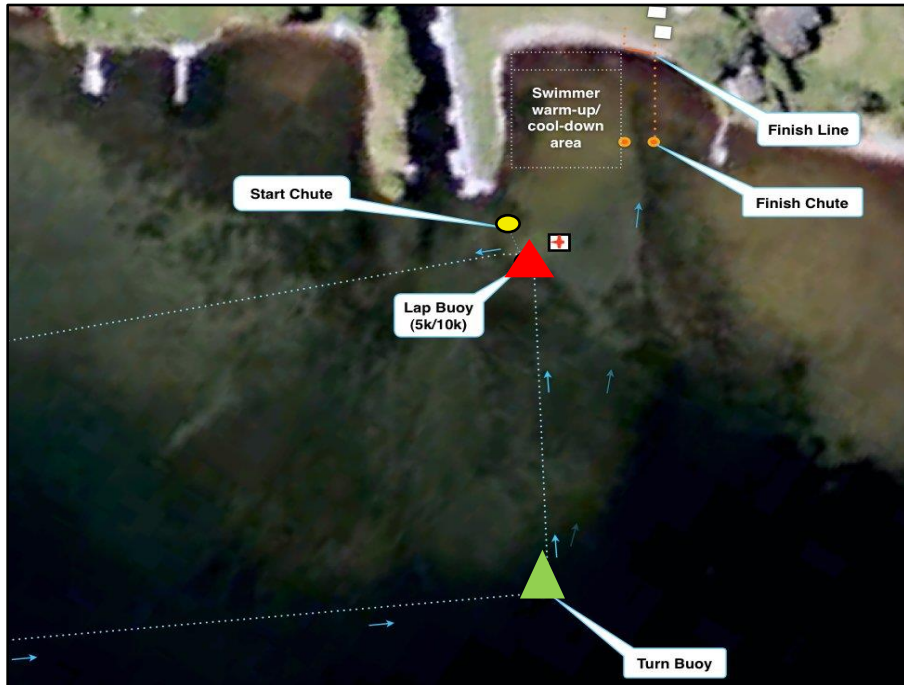 Swimmer
warm-up/
cool-down
area
Finish Line
Start Chute
Finish Chute
Lap Buoy
(5k/10k)
Turn Buoy